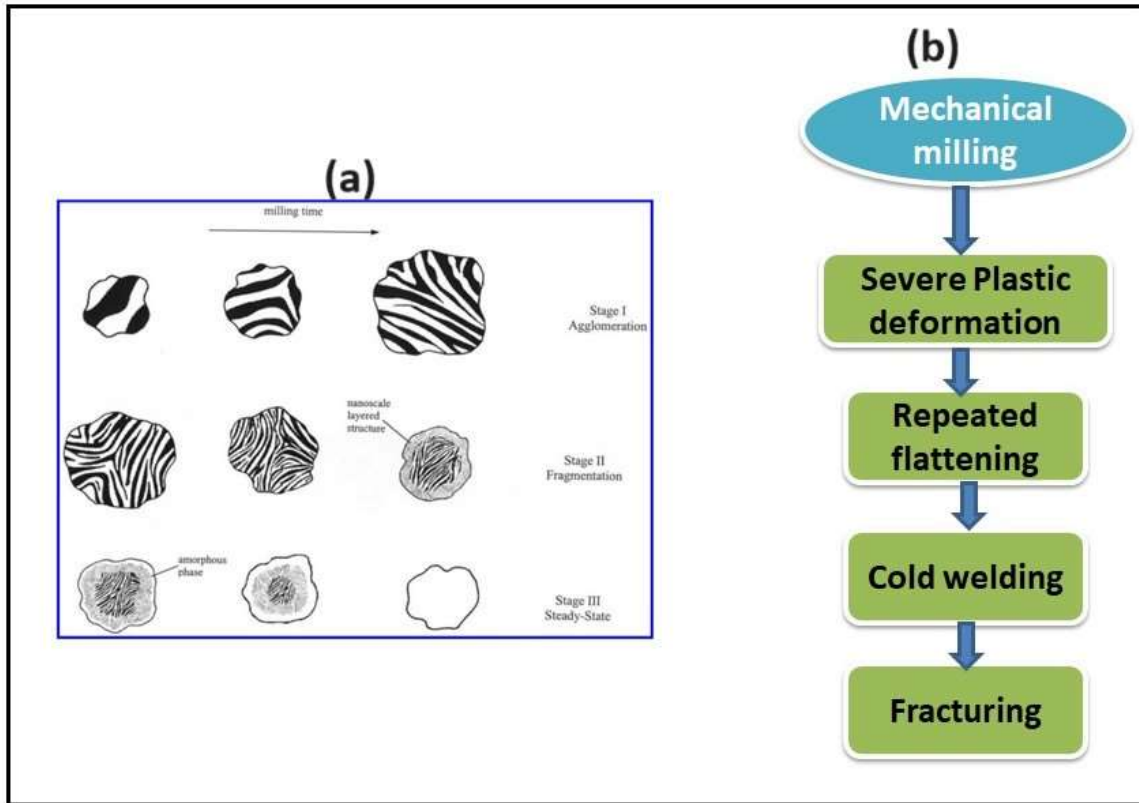 (a)
milling time
Stage I
Agglomeration
nanoscale
layered
structure
Stage II
Fragmentation
amorphous
phase
Stage III
Steady-State
(b)
Mechanical
milling
Severe Plastic
deformation
Repeated
flattening
Cold welding
Fracturing